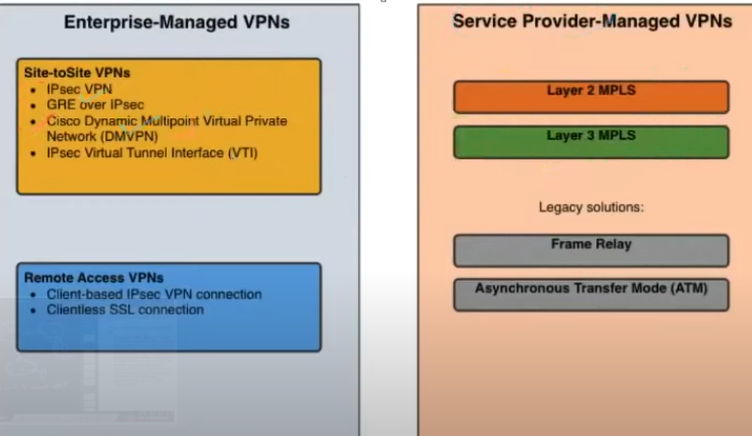 Enterprise-Managed VPNs
Site-toSite VPNs
• IPsec VPN
• GRE over IPsec
• Cisco Dynamic Multipoint Virtual Private
Network (DMVPN)
• IPsec Virtual Tunnel Interface (VTI)
Remote Access VPNs
• Client-based IPsec VPN connection
• Clientless SSL connection
Service Provider-Managed VPNs
Layer 2 MPLS
Layer 3 MPLS
Legacy solutions:
Frame Relay
Asynchronous Transfer Mode (ATM)